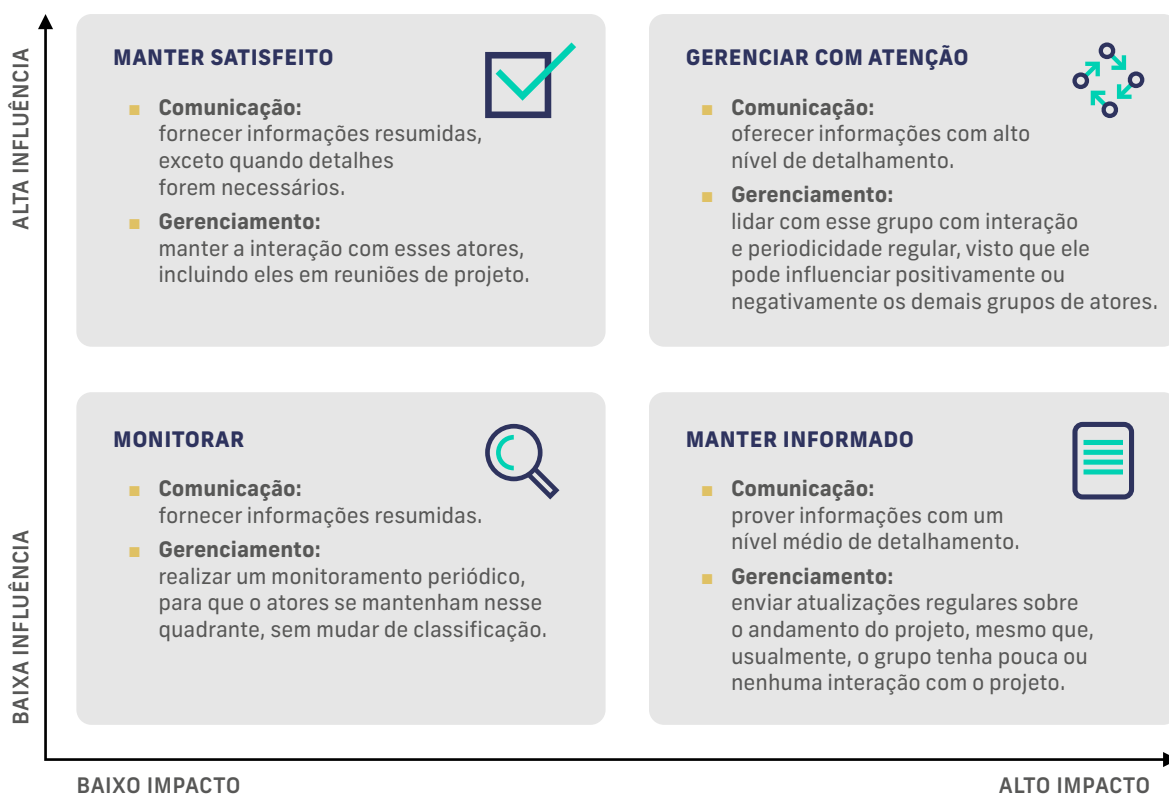 ALTA INFLUÊNCIA
MANTER SATISFEITO
Comunicação:
fornecer informações resumidas,
exceto quando detalhes
forem necessários.
Gerenciamento:
manter a interação com esses atores,
incluindo eles em reuniões de projeto.
GERENCIAR COM ATENÇÃO
Comunicação:
oferecer informações com alto
nível de detalhamento.
Gerenciamento:
lidar com esse grupo com interação
e periodicidade regular, visto que ele
pode influenciar positivamente ou
negativamente os demais grupos de atores.
BAIXA INFLUÊNCIA
MONITORAR
Comunicação:
fornecer informações resumidas.
Gerenciamento:
realizar um monitoramento periódico,
para que o atores se mantenham nesse
quadrante, sem mudar de classificação.
MANTER INFORMADO
Comunicação:
prover informações com um
nível médio de detalhamento.
Gerenciamento:
enviar atualizações regulares sobre
o andamento do projeto, mesmo que,
usualmente, o grupo tenha pouca ou
nenhuma interação com o projeto.
BAIXO IMPACTO
ALTO IMPACTO